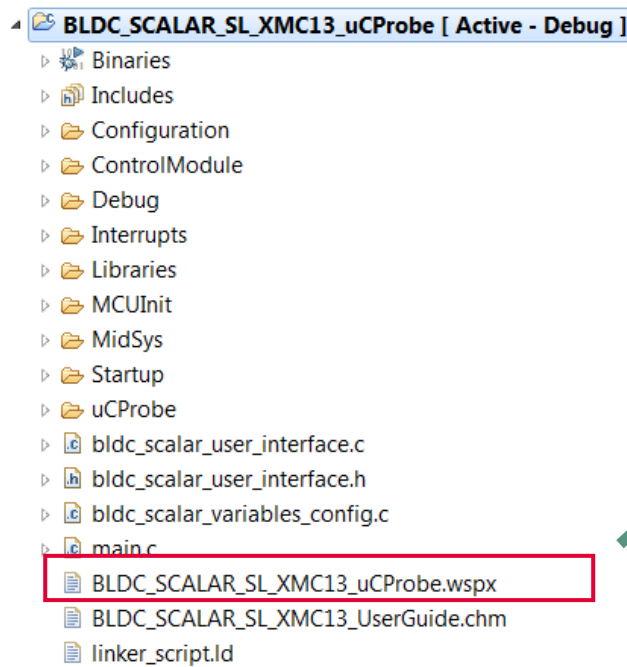 BLDC_SCALAR_SL_XMC13_uCProbe [ Active - Debug ]
Binaries
Includes
Configuration
ControlModule
Debug
Interrupts
Libraries
MCUInit
MidSys
Startup
uCProbe
bldc_scalar_user_interface.c
bldc_scalar_user_interface.h
bldc_scalar_variables_config.c
main.c
BLDC_SCALAR_SL_XMC13_uCProbe.wspx
BLDC_SCALAR_SL_XMC13_UserGuide.chm
linker_script.ld